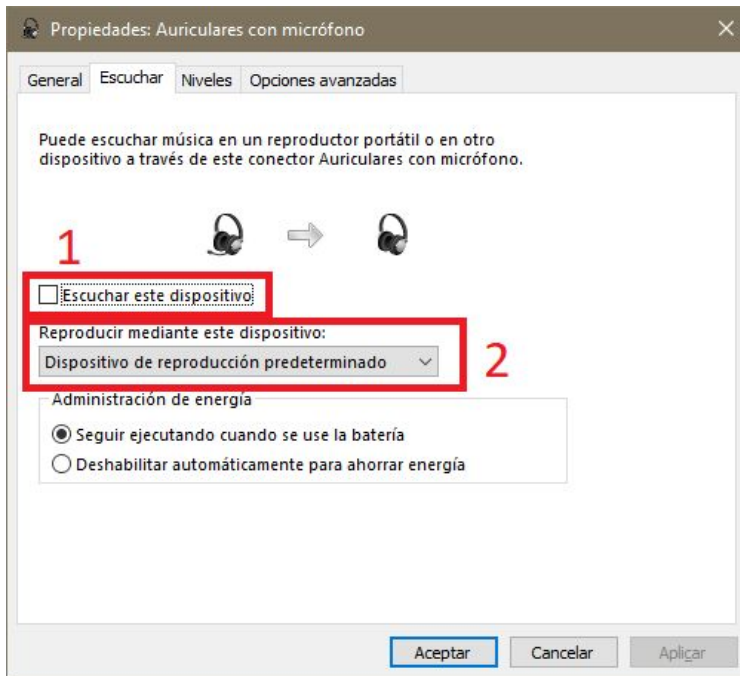 Propiedades: Auriculares con micrófono
General Escuchar Niveles Opciones avanzadas
Puede escuchar música en un reproductor portátil o en otro
dispositivo a través de este conector Auriculares con micrófono.
1
Escuchar este dispositivo
Reproducir mediante este dispositivo:
Dispositivo de reproducción predeterminado
2
Administración de energía
Seguir ejecutando cuando se use la batería
Deshabilitar automáticamente para ahorrar energía
Aceptar Cancelar Aplicar